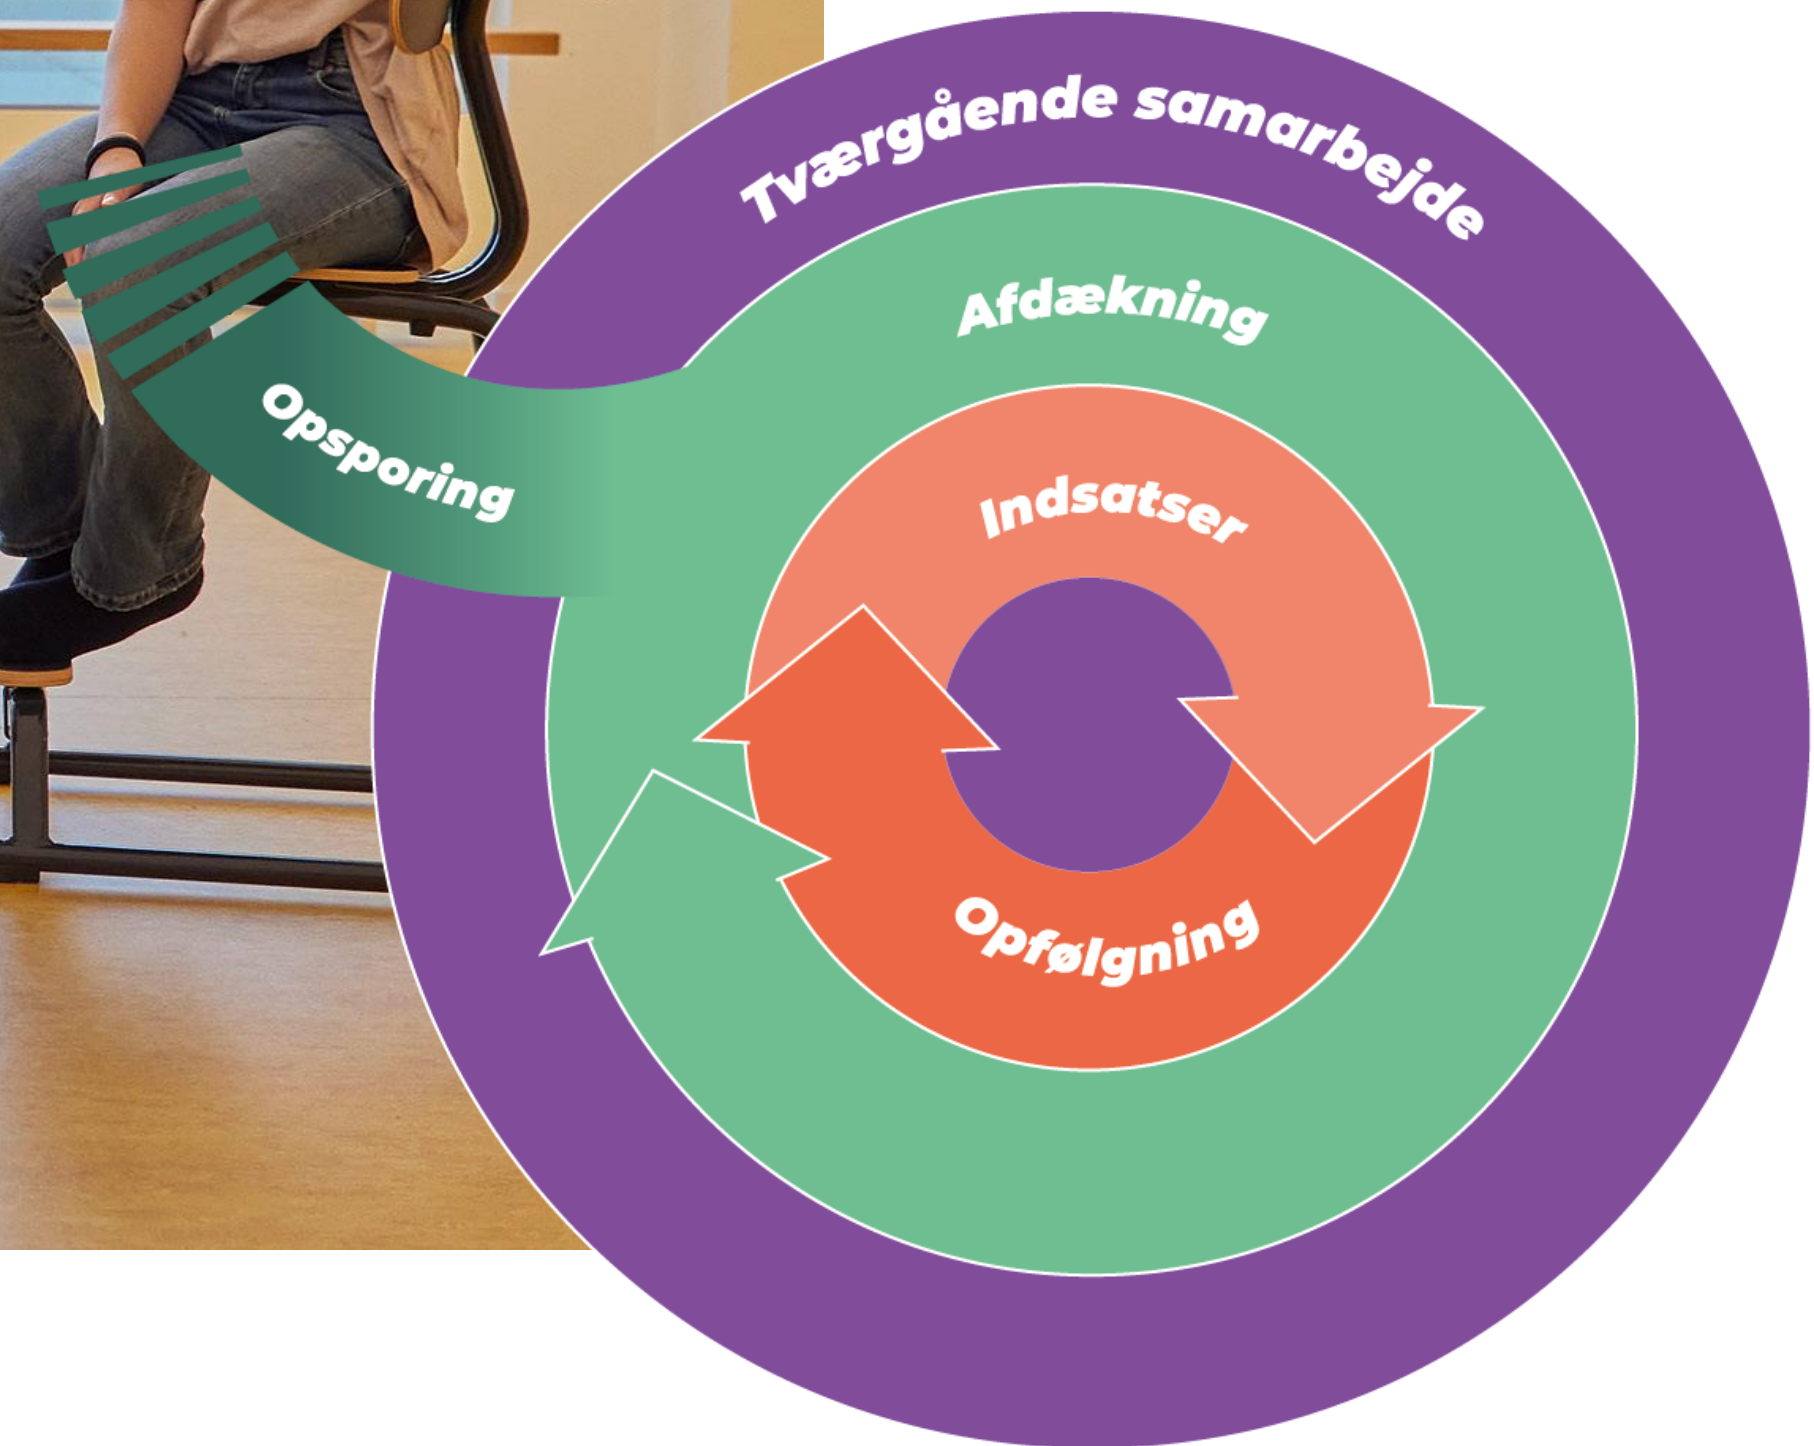 Tværgående samarbejde
Afdækning
Opsporing
Indsatser
Opfølgning